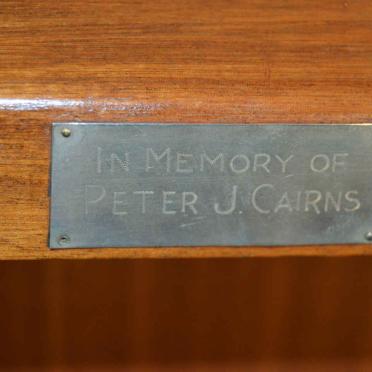 In Memory of
Peter J. Cairns